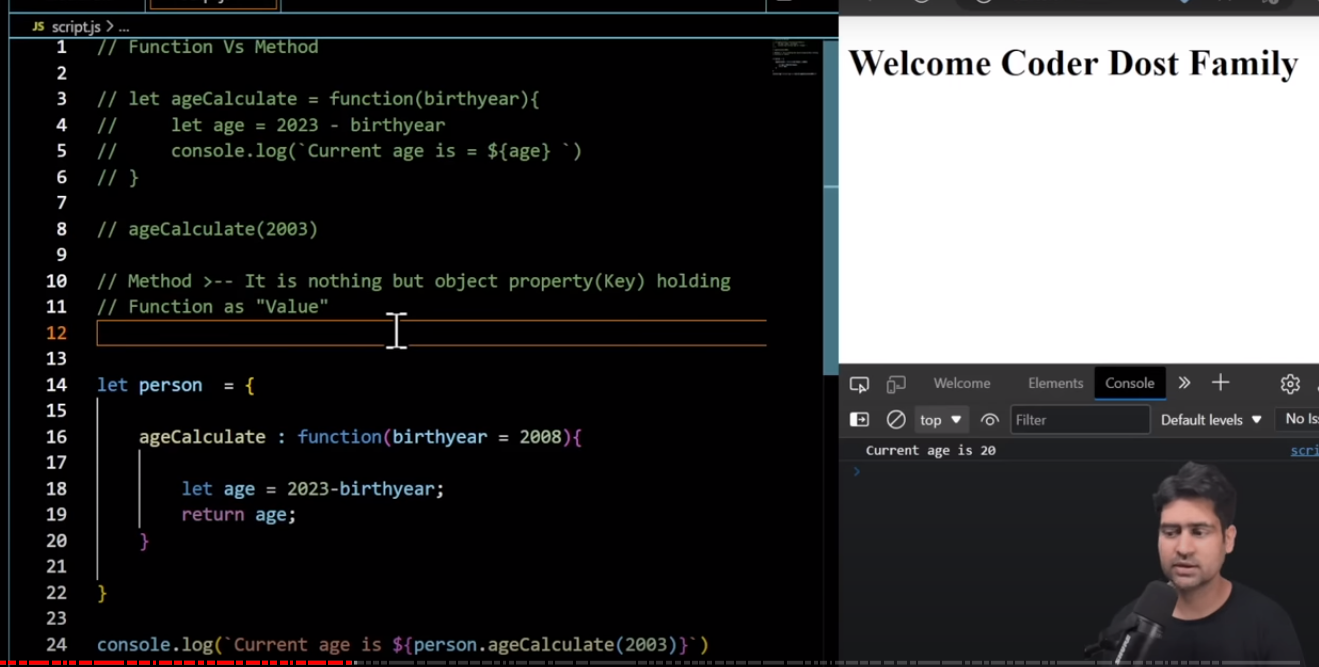 JS script.js > ...
1 // Function Vs Method
2
3 // let ageCalculate = function(birthyear){
4 //     let age = 2023 - birthyear
5 //     console.log(`Current age is = ${age} `)
6 // }
7
8 // ageCalculate(2003)
9
10 // Method >-- It is nothing but object property(Key) holding
11 // Function as "Value"
12
13
14 let person  = {
15
16     ageCalculate : function(birthyear = 2008){
17
18         let age = 2023-birthyear;
19         return age;
20     }
21
22 }
23
24 console.log(`Current age is ${person.ageCalculate(2003)}`)
Welcome Coder Dost Family
Welcome Elements Console
top Filter Default levels No Is
Current age is 20 scri